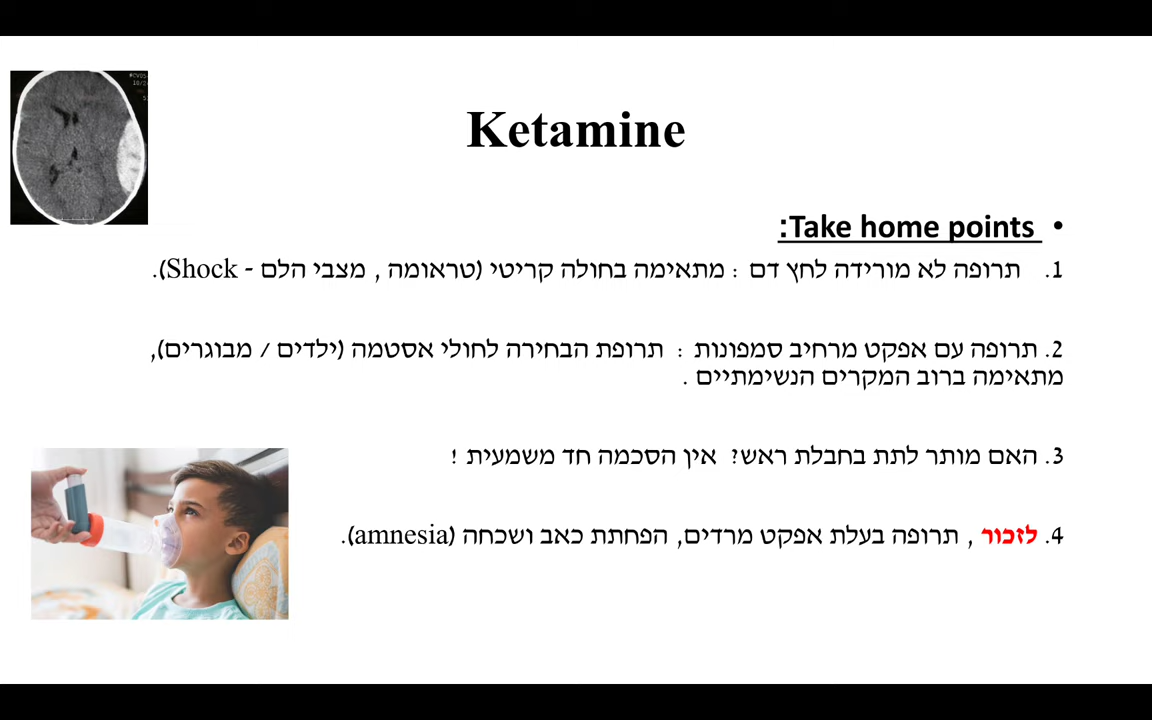 Ketamine
• Take home points:
1. תרופה לא מורידה לחץ דם : מתאימה בחולה קריטי (טראומה , מצבי הלם - Shock).
2. תרופה עם אפקט מרחיב סמפונות : תרופת הבחירה לחולי אסטמה (ילדים / מבוגרים),
מתאימה ברוב המקרים הנשימתיים .
3. האם מותר לתת בחבלת ראש? אין הסכמה חד משמעית !
4. לזכור , תרופה בעלת אפקט מרדים, הפחתת כאב ושכחה (amnesia).